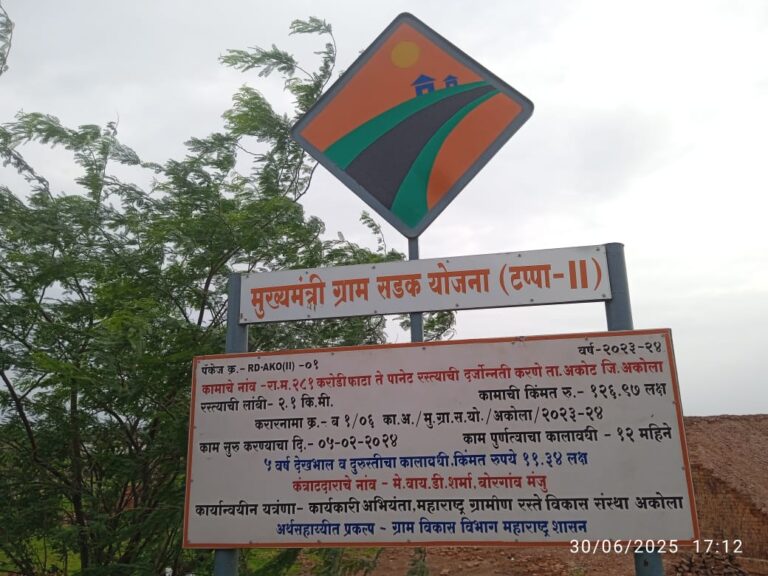 मुख्यमंत्री ग्राम सडक योजना (टप्पा-II)
पंकेज क्र.- RD-AKO(II) -०१ वर्ष-२०२३-२४
कामाचे नांव -रा.म.२८१ करोडीफाटा ते पानेट रस्त्याची दर्जोन्नती करणे ता.अकोट जि.अकोला
रस्त्याची लांबी- २.१ कि.मी. कामाची किंमत रु.- १२६.९७ लक्ष
करारनामा क्र.- व १/०६ का.अ./मु.ग्रा.स.यो./अकोला/२०२३-२४
काम सुरु करण्याचा दि.- ०५-०२-२०२४ काम पुर्णत्वाचा कालावधी - १२ महिने
५ वर्ष देखभाल व दुरुस्तीचा कालावधी.किंमत रुपये ११.३४ लक्ष
कंत्राटदाराचे नांव - मे.वाय.डी.शर्मा.बोरगांव मंजु
कार्यान्वयीन यत्रंणा- कार्यकारी अभियंता,महाराष्ट्र ग्रामीण रस्ते विकास संस्था अकोला
अर्थसहाय्यीत प्रकल्प - ग्राम विकास विभाग महाराष्ट्र शासन
30/06/2025 17:12